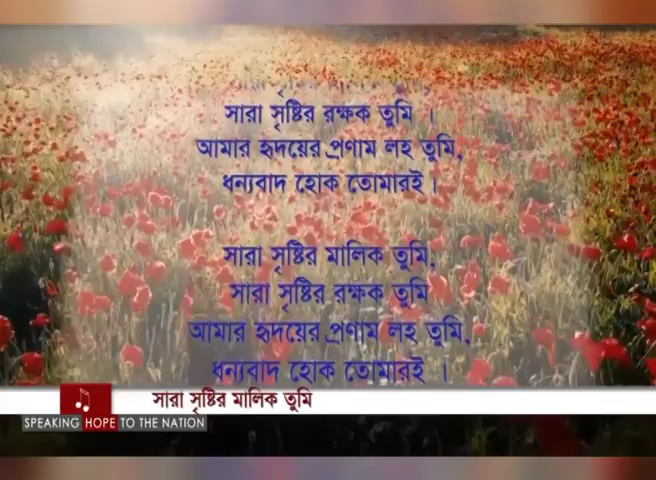 সারা সৃষ্টির রক্ষক তুমি ।
আমার হৃদয়ের প্রণাম লহ তুমি,
ধন্যবাদ হোক তোমারই।
সারা সৃষ্টির মালিক তুমি,
সারা সৃষ্টির রক্ষক তুমি
আমার হৃদয়ের প্রণাম লহ তুমি,
ধন্যবাদ হোক তোমারই ।
সারা সৃষ্টির মালিক তুমি
SPEAKING HOPE TO THE NATION